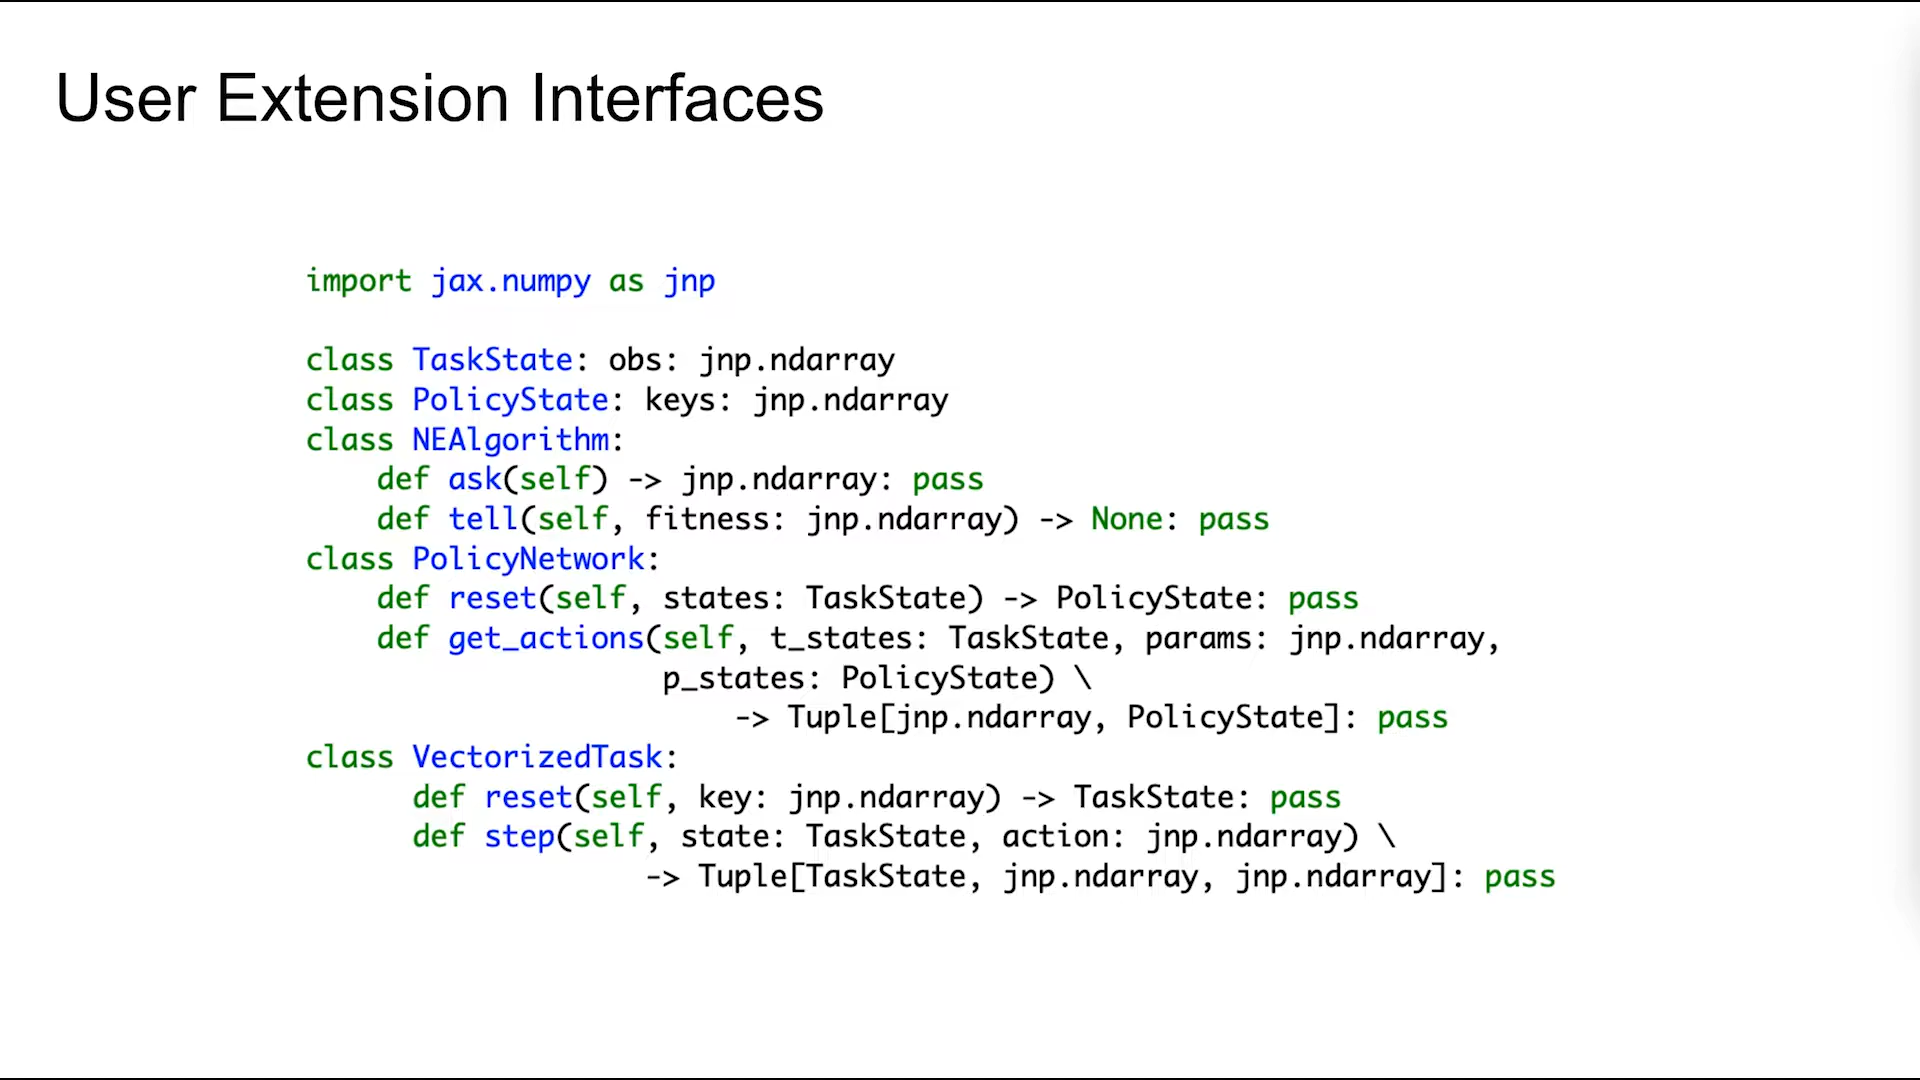 User Extension Interfaces
import jax.numpy as jnp
class TaskState: obs: jnp.ndarray
class PolicyState: keys: jnp.ndarray
class NEAlgorithm:
    def ask(self) -> jnp.ndarray: pass
    def tell(self, fitness: jnp.ndarray) -> None: pass
class PolicyNetwork:
    def reset(self, states: TaskState) -> PolicyState: pass
    def get_actions(self, t_states: TaskState, params: jnp.ndarray,
                    p_states: PolicyState) \
                        -> Tuple[jnp.ndarray, PolicyState]: pass
class VectorizedTask:
      def reset(self, key: jnp.ndarray) -> TaskState: pass
      def step(self, state: TaskState, action: jnp.ndarray) \
                   -> Tuple[TaskState, jnp.ndarray, jnp.ndarray]: pass